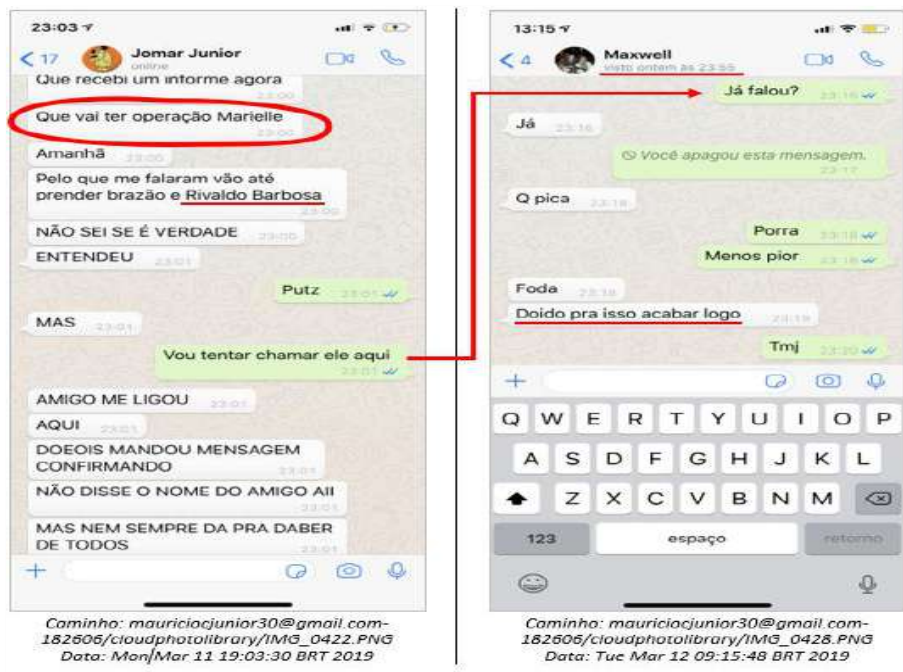 23:03
17
Jomar Junior
online
Que recebi um informe agora
23:00
Que vai ter operação Marielle
23:00
Amanhã 23:00
Pelo que me falaram vão até
prender brazão e Rivaldo Barbosa
23:00
NÃO SEI SE É VERDADE 23:00
ENTENDEU 23:01
Putz 23:01
MAS 23:01
Vou tentar chamar ele aqui
23:01
AMIGO ME LIGOU 23:01
AQUI 23:01
DOEOIS MANDOU MENSAGEM
CONFIRMANDO 23:01
NÃO DISSE O NOME DO AMIGO AII
23:01
MAS NEM SEMPRE DA PRA DABER
DE TODOS 23:01
Caminho: mauriciocjunior30@gmail.com-
182606/cloudphotolibrary/IMG_0422.PNG
Data: Mon Mar 11 19:03:30 BRT 2019
13:15
4
Maxwell
visto ontem às 23:55
Já falou? 23:16
Já 23:16
Você apagou esta mensagem.
23:17
Q pica 23:18
Porra 23:18
Menos pior 23:18
Foda 23:19
Doido pra isso acabar logo 23:19
Tmj 23:20
Q W E R T Y U I O P
A S D F G H J K L
Z X C V B N M
123 espaço retorno
Caminho: mauriciocjunior30@gmail.com-
182606/cloudphotolibrary/IMG_0428.PNG
Data: Tue Mar 12 09:15:48 BRT 2019